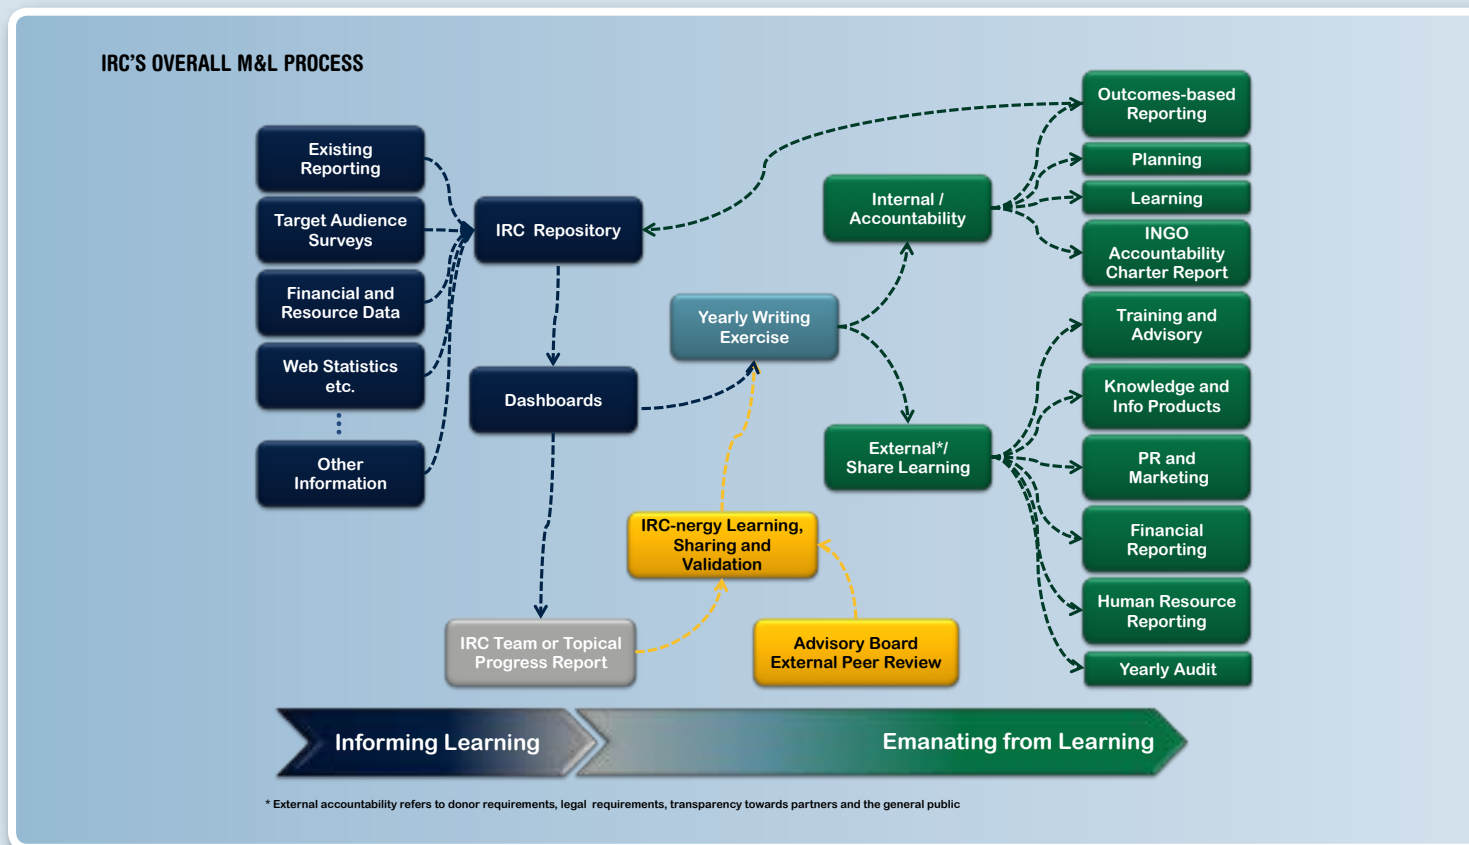 IRC'S OVERALL M&L PROCESS
Existing
Reporting
Target Audience
Surveys
Financial and
Resource Data
Web Statistics
etc.
Other
Information
IRC Repository
Dashboards
IRC Team or Topical
Progress Report
Yearly Writing
Exercise
IRC-nergy Learning,
Sharing and
Validation
Advisory Board
External Peer Review
Internal /
Accountability
External*/
Share Learning
Outcomes-based
Reporting
Planning
Learning
INGO
Accountability
Charter Report
Training and
Advisory
Knowledge and
Info Products
PR and
Marketing
Financial
Reporting
Human Resource
Reporting
Yearly Audit
Informing Learning
Emanating from Learning
* External accountability refers to donor requirements, legal requirements, transparency towards partners and the general public